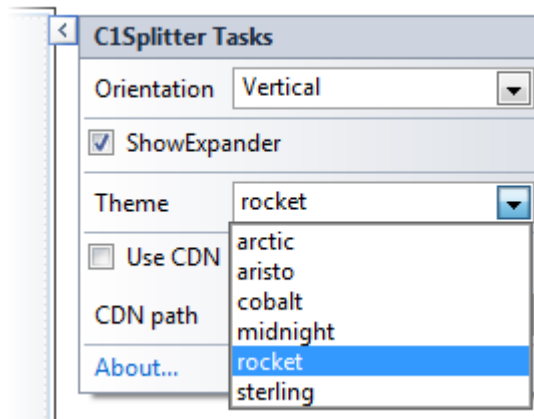 C1Splitter Tasks
Orientation Vertical
ShowExpander
Theme rocket
arctic
Use CDN
aristo
cobalt
CDN path
midnight
rocket
About...
sterling